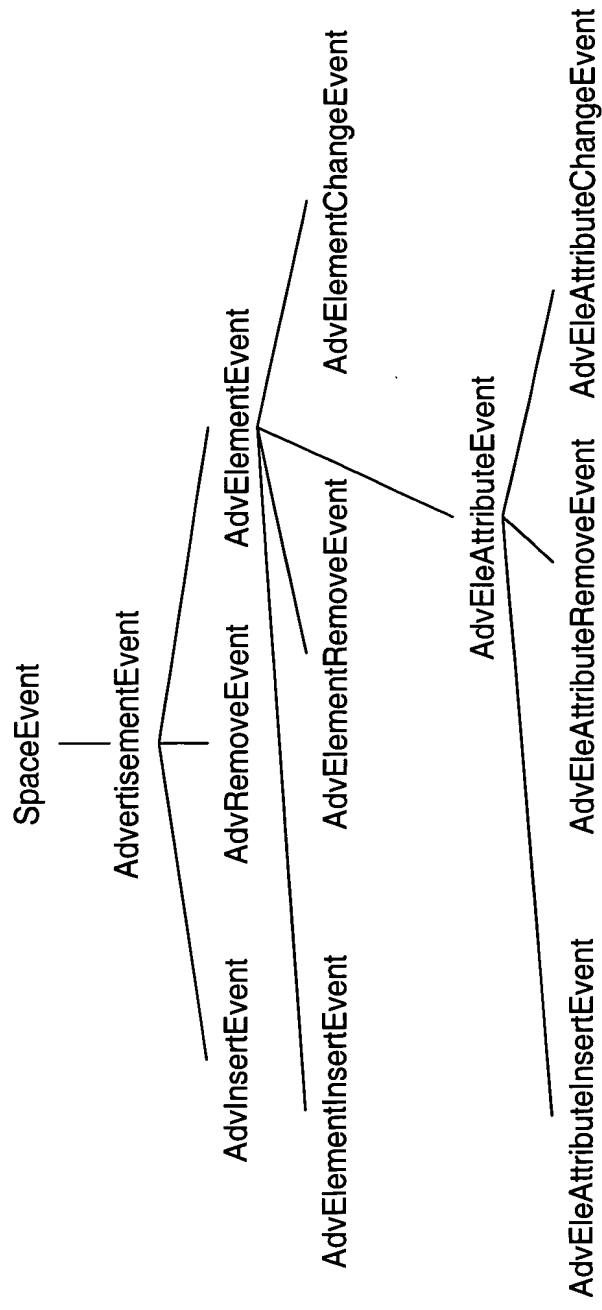 SpaceEvent
AdvertisementEvent
AdvInsertEvent
AdvRemoveEvent
AdvElementEvent
AdvElementInsertEvent
AdvElementRemoveEvent
AdvElementChangeEvent
AdvEleAttributeEvent
AdvEleAttributeInsertEvent
AdvEleAttributeRemoveEvent
AdvEleAttributeChangeEvent